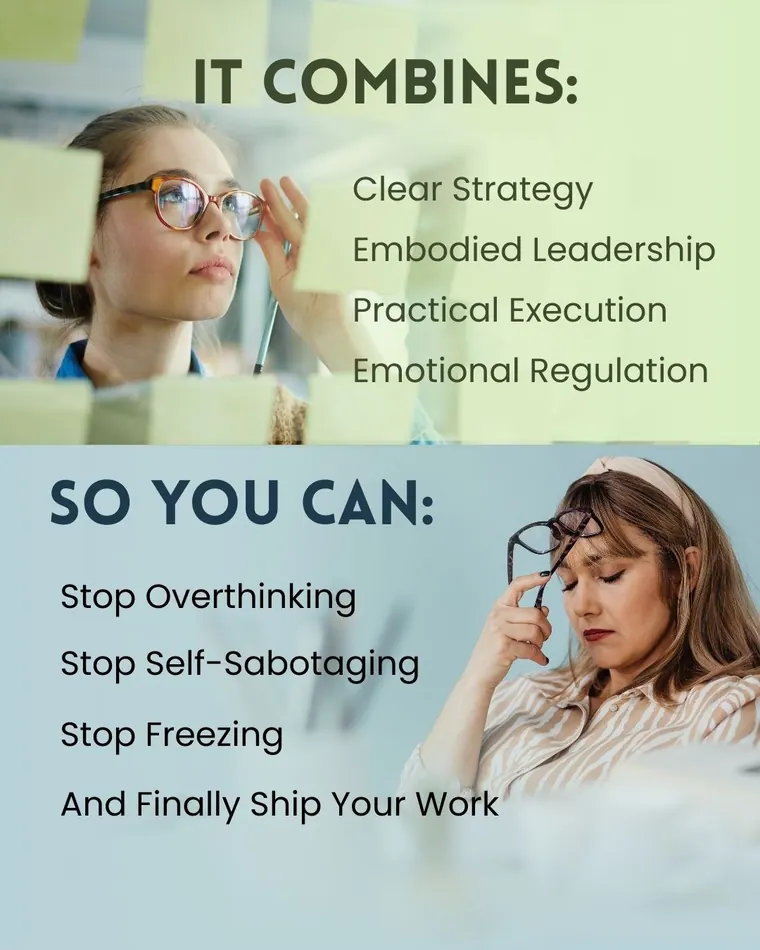 IT COMBINES:
Clear Strategy
Embodied Leadership
Practical Execution
Emotional Regulation
SO YOU CAN:
Stop Overthinking
Stop Self-Sabotaging
Stop Freezing
And Finally Ship Your Work